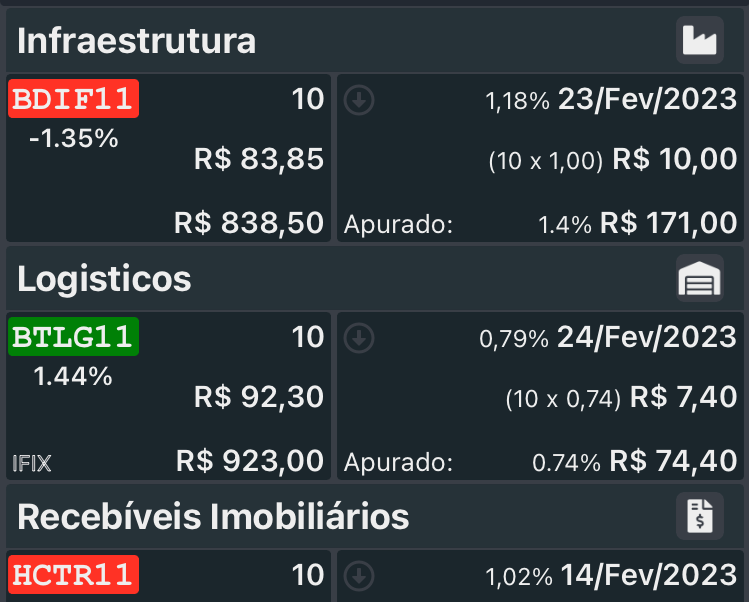 Infraestrutura
BDIF11 10 1,18% 23/Fev/2023
-1.35%
R$ 83,85 (10 x 1,00) R$ 10,00
R$ 838,50 Apurado: 1.4% R$ 171,00
Logisticos
BTLG11 10 0,79% 24/Fev/2023
1.44%
R$ 92,30 (10 x 0,74) R$ 7,40
IFIX R$ 923,00 Apurado: 0.74% R$ 74,40
Recebíveis Imobiliários
$
HCTR11 10 1,02% 14/Fev/2023